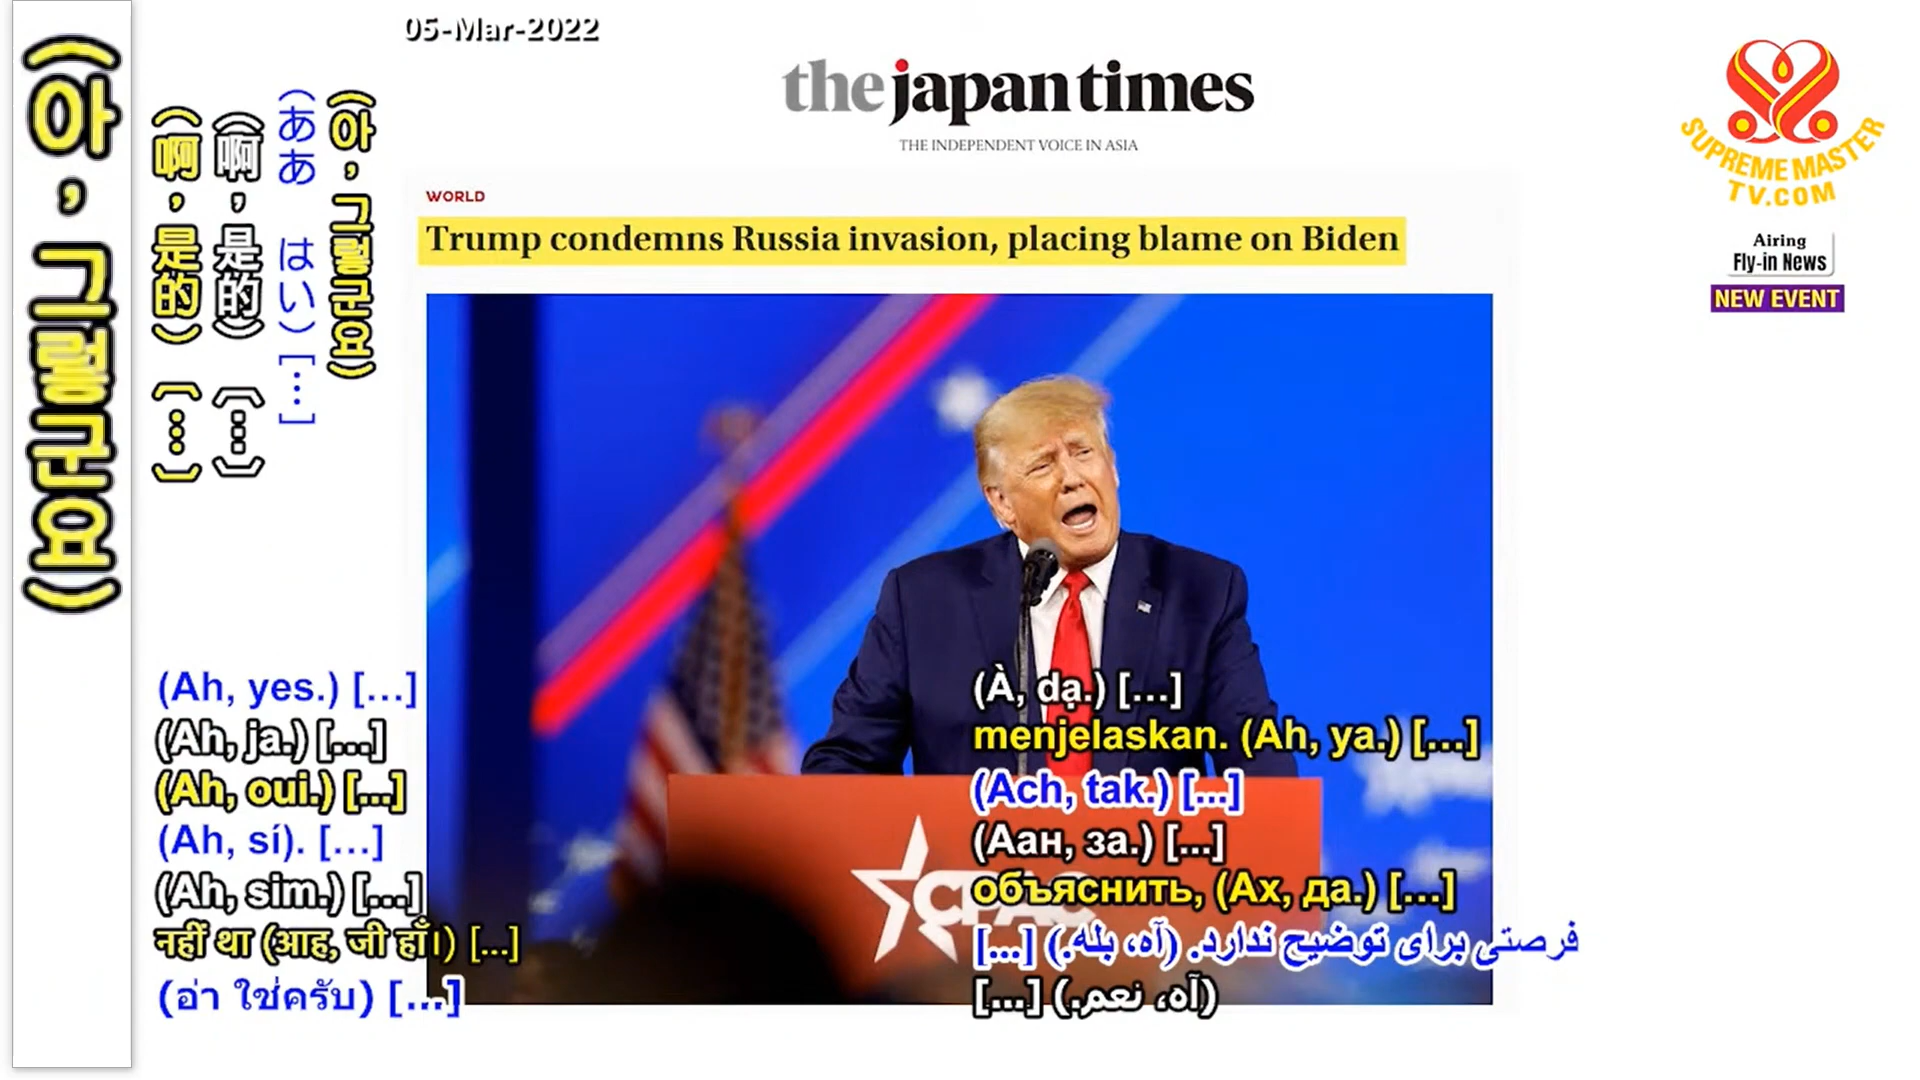 05-Mar-2022
the japan times
THE INDEPENDENT VOICE IN ASIA
WORLD
Trump condemns Russia invasion, placing blame on Biden
SUPREME MASTER
TV.COM
Airing
Fly-in News
NEW EVENT
(아, 그렇군요)
(啊，是的) […]
(啊，是的) […]
(ああ はい) […]
(아, 그렇군요)
(Ah, yes.) […]
(Ah, ja.) [...]
(Ah, oui.) [...]
(Ah, sí). […]
(Ah, sim.) [...]
नहीं था (आह, जी हाँ।) [...]
(อ่า ใช่ครับ) […]
(À, dạ.) […]
menjelaskan. (Ah, ya.) […]
(Ach, tak.) [...]
(Аан, за.) [...]
объяснить, (Ах, да.) […]
فرصتی برای توضیح ندارد. (آه، بله.) [...]
(آه، نعم.) [...]
CPAC